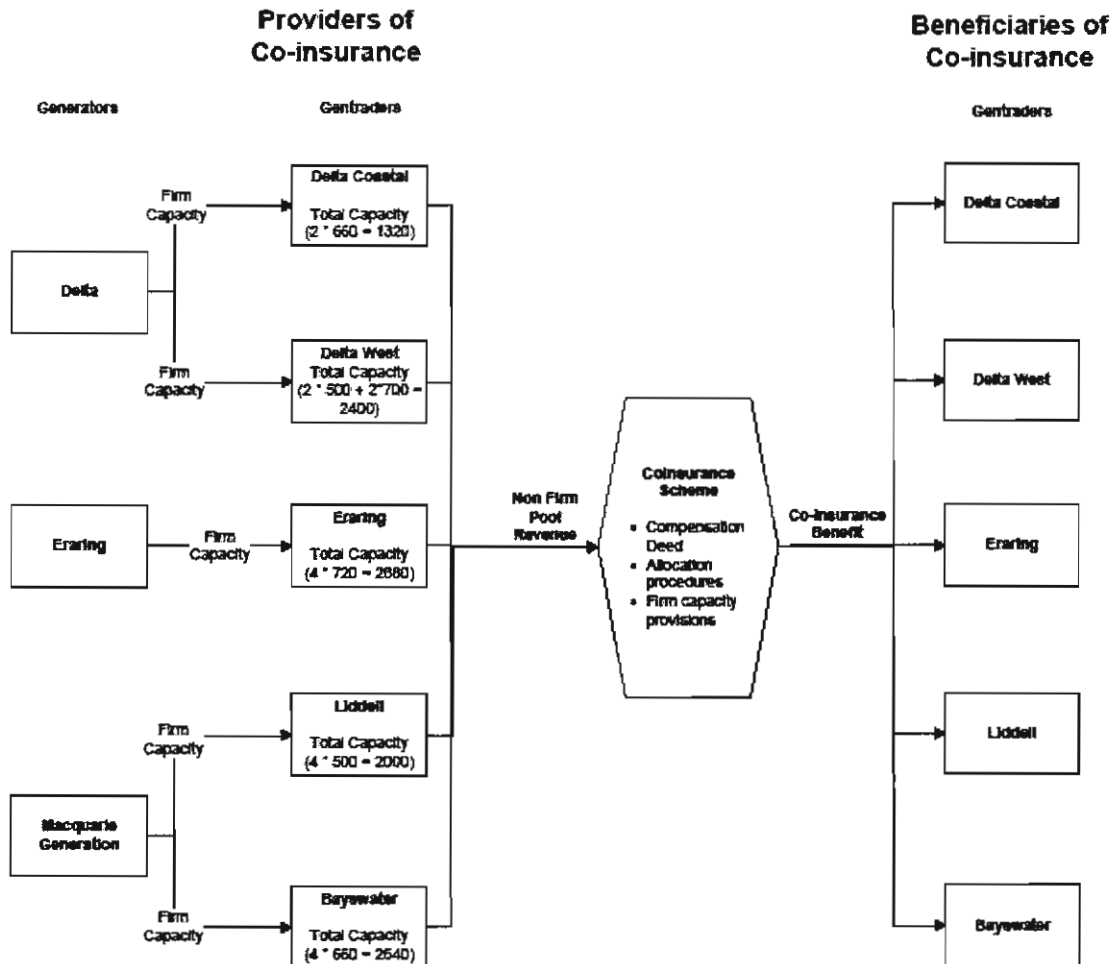 Providers of
Co-insurance
Beneficiaries of
Co-insurance
Generators
Gentraders
Gentraders
Firm
Capacity
Delta Coastal
Total Capacity
(2 * 660 = 1320)
Delta Coastal
Delta
Firm
Capacity
Delta West
Total Capacity
(2 * 500 + 2*700 =
2400)
Delta West
Eraring
Firm
Capacity
Eraring
Total Capacity
(4 * 720 = 2880)
Non Firm
Pool
Revenue
Coinsurance
Scheme
• Compensation
Deed
• Allocation
procedures
• Firm capacity
provisions
Co-insurance
Benefit
Eraring
Firm
Capacity
Liddell
Total Capacity
(4 * 500 = 2000)
Liddell
Macquarie
Generation
Firm
Capacity
Bayswater
Total Capacity
(4 * 660 = 2640)
Bayswater